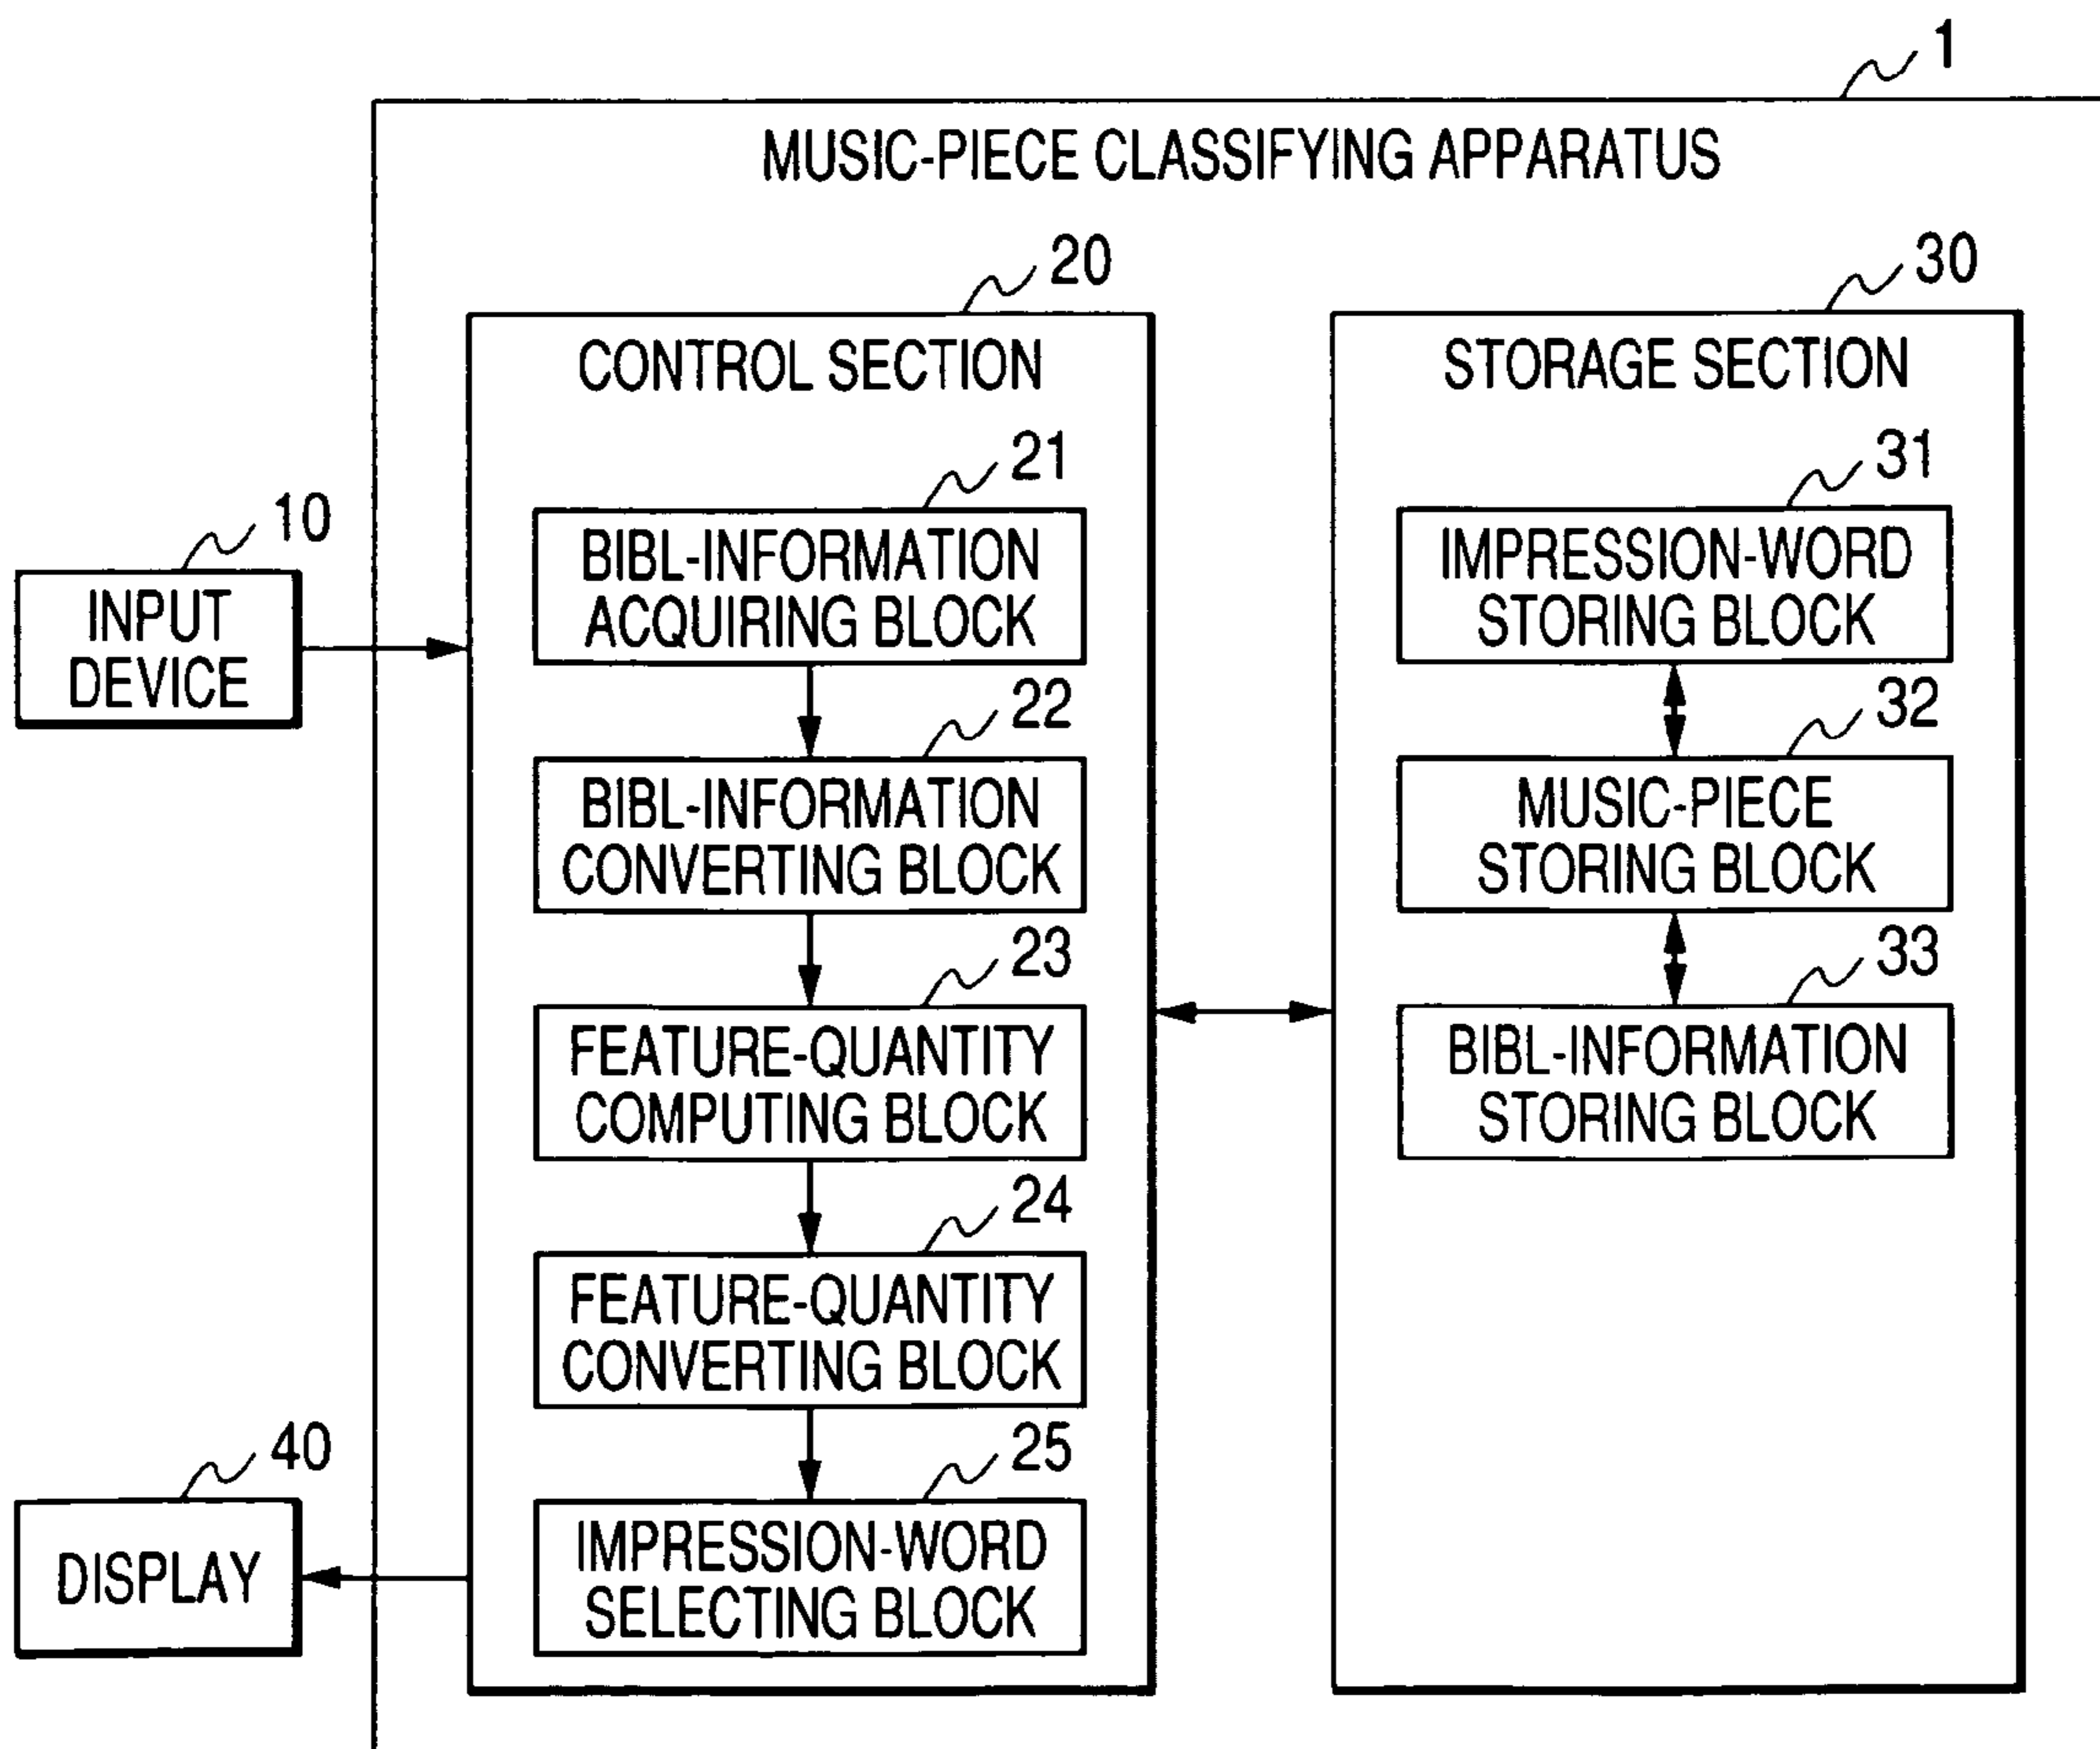 1
MUSIC-PIECE CLASSIFYING APPARATUS
20
CONTROL SECTION
21
BIBL-INFORMATION
ACQUIRING BLOCK
22
BIBL-INFORMATION
CONVERTING BLOCK
23
FEATURE-QUANTITY
COMPUTING BLOCK
24
FEATURE-QUANTITY
CONVERTING BLOCK
25
IMPRESSION-WORD
SELECTING BLOCK
30
STORAGE SECTION
31
IMPRESSION-WORD
STORING BLOCK
32
MUSIC-PIECE
STORING BLOCK
33
BIBL-INFORMATION
STORING BLOCK
10
INPUT
DEVICE
40
DISPLAY